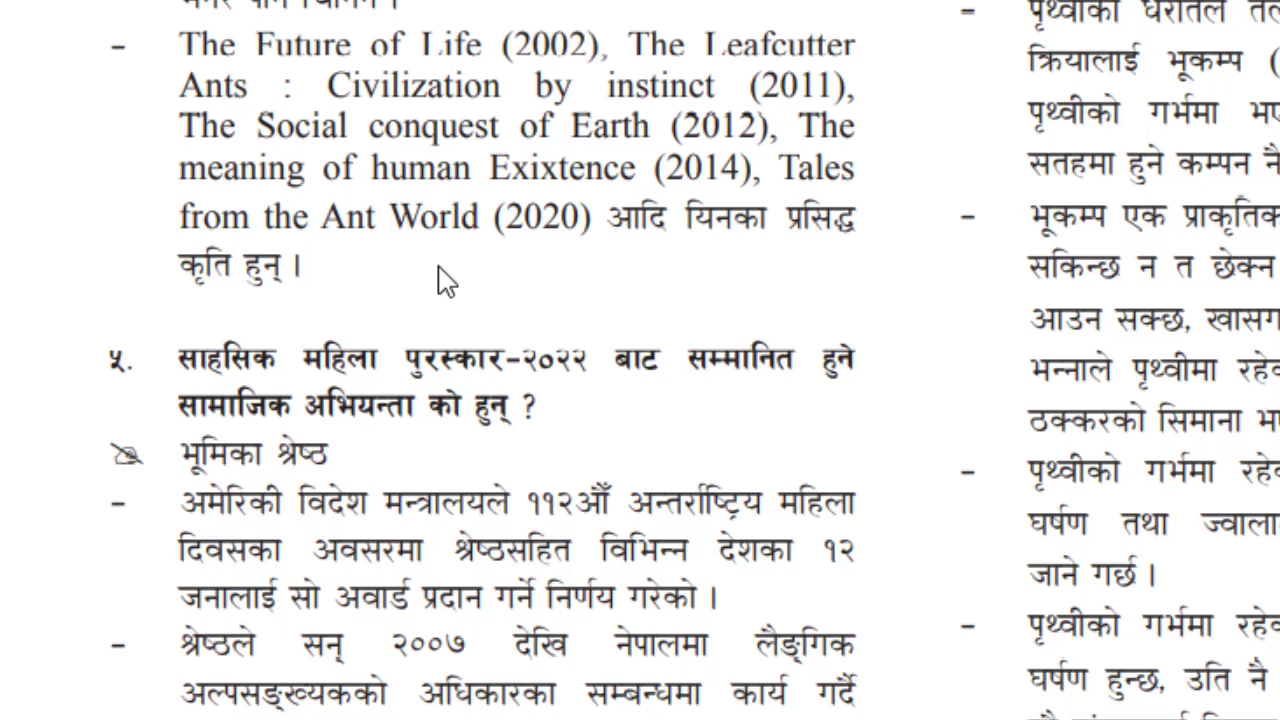 - The Future of Life (2002), The Leafcutter
Ants : Civilization by instinct (2011),
The Social conquest of Earth (2012), The
meaning of human Exixtence (2014), Tales
from the Ant World (2020) आदि यिनका प्रसिद्ध
कृति हुन् ।
५. साहसिक महिला पुरस्कार-२०२२ बाट सम्मानित हुने
सामाजिक अभियन्ता को हुन् ?
भूमिका श्रेष्ठ
- अमेरिकी विदेश मन्त्रालयले ११२औँ अन्तर्राष्ट्रिय महिला
दिवसका अवसरमा श्रेष्ठसहित विभिन्न देशका १२
जनालाई सो अवार्ड प्रदान गर्ने निर्णय गरेको ।
- श्रेष्ठले सन् २००७ देखि नेपालमा लैङ्गिक
अल्पसङ्ख्यकको अधिकारका सम्बन्धमा कार्य गर्दै
- पृथ्वीको धरातल
क्रियालाई भूकम्प (
पृथ्वीको गर्भमा
सतहमा हुने कम्पन नै
- भूकम्प एक प्राकृतिक
सकिन्छ न त छेक्न
आउन सक्छ, खासग
भन्नाले पृथ्वीमा रहे
ठक्करको सिमाना
- पृथ्वीको गर्भमा रहे
घर्षण तथा ज्वाला
जाने गर्छ ।
- पृथ्वीको गर्भमा रहे
घर्षण हुन्छ, उति नै